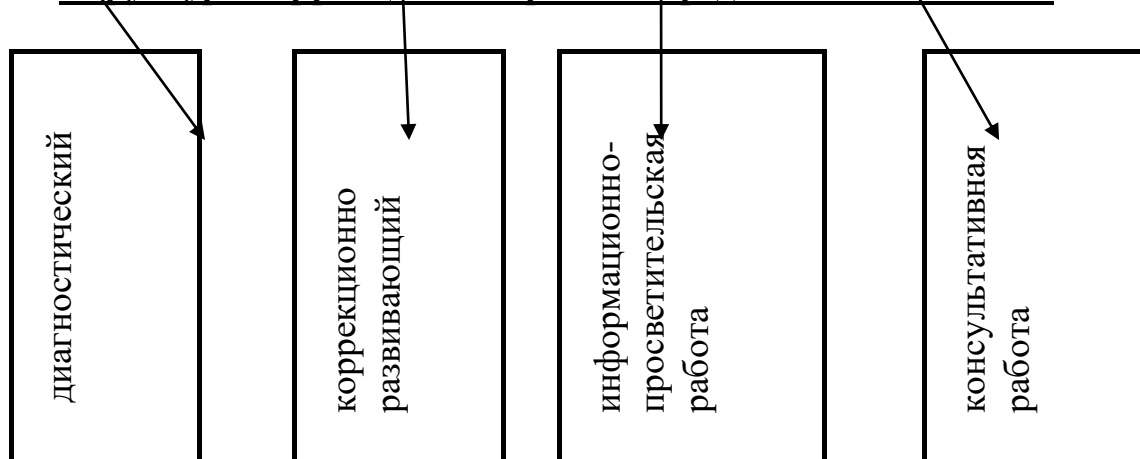 диагностический
коррекционно
развивающий
информационно-
просветительская
работа
консультативная
работа